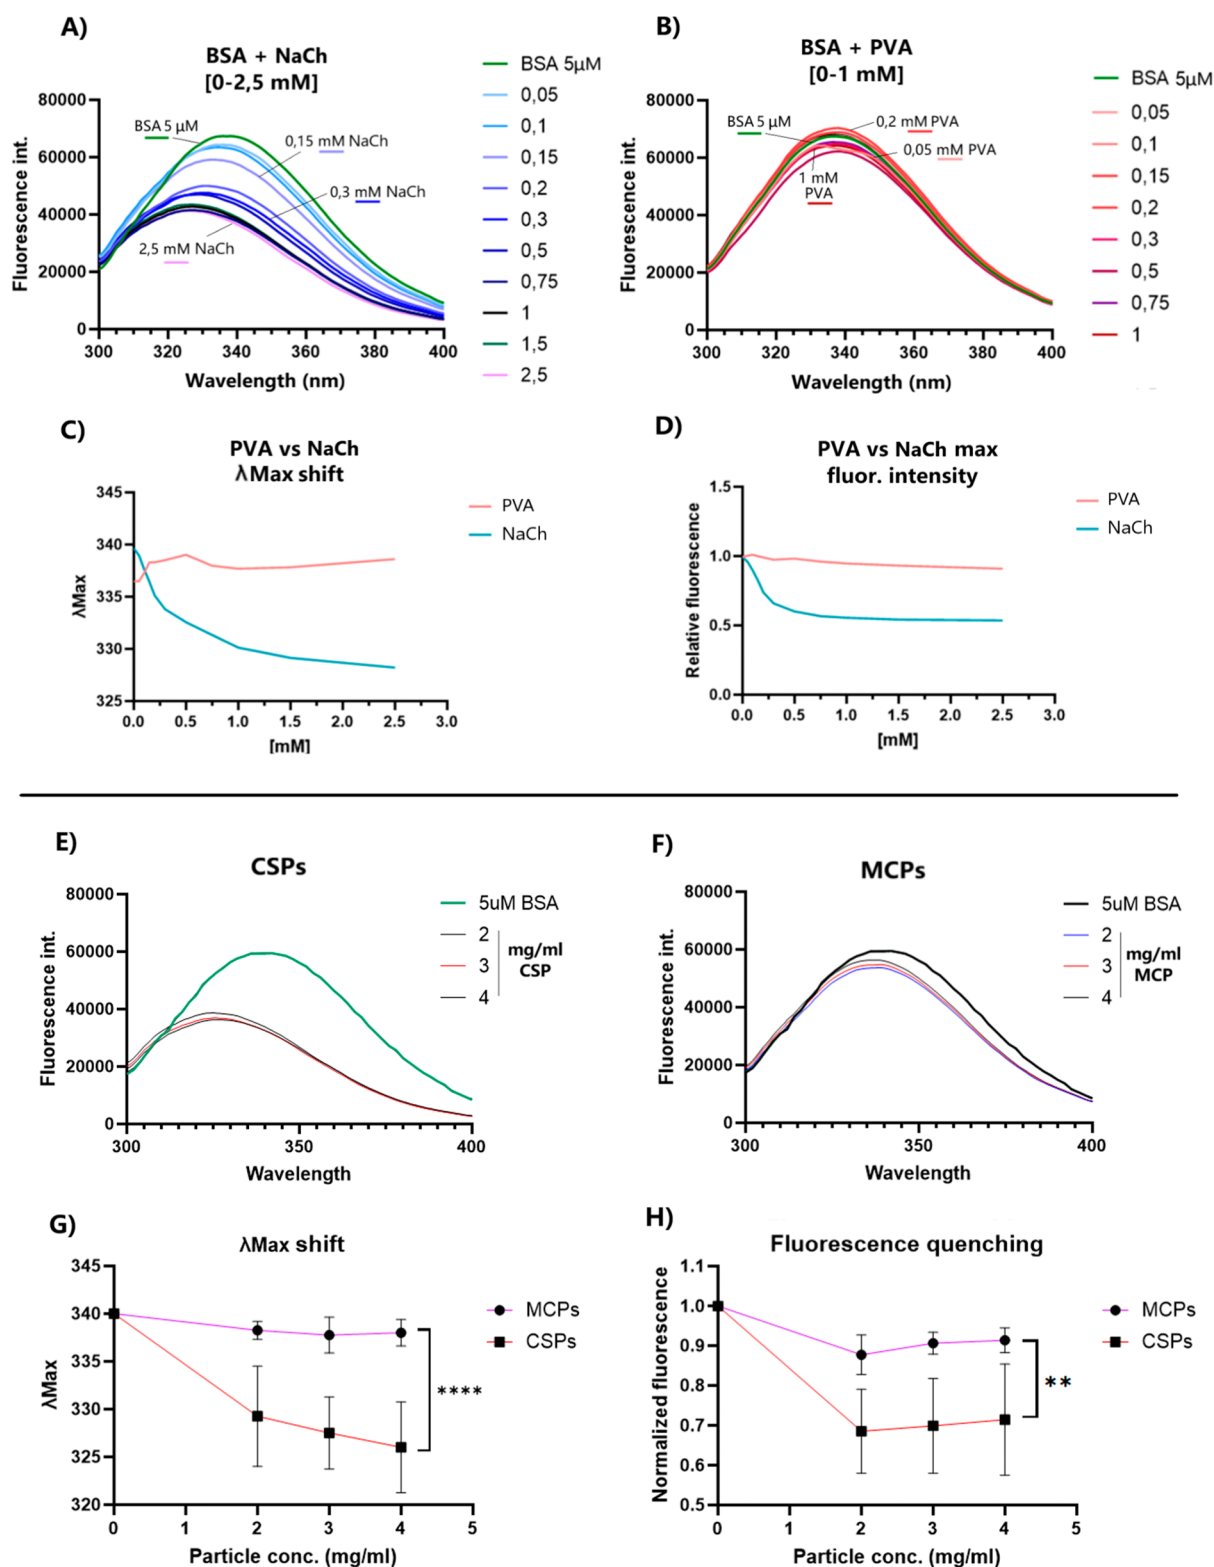 A)
BSA + NaCh
[0-2,5 mM]
Fluorescence int.
80000
60000
40000
20000
0
300
320
340
360
380
400
Wavelength (nm)
BSA 5 μM
0,15 mM NaCh
0,3 mM NaCh
2,5 mM NaCh
BSA 5μM
0,05
0,1
0,15
0,2
0,3
0,5
0,75
1
1,5
2,5
B)
BSA + PVA
[0-1 mM]
Fluorescence int.
80000
60000
40000
20000
0
300
320
340
360
380
400
Wavelength (nm)
BSA 5 μM
0,2 mM PVA
0,05 mM PVA
1 mM
PVA
BSA 5μM
0,05
0,1
0,15
0,2
0,3
0,5
0,75
1
C)
PVA vs NaCh
λMax shift
λMax
345
340
335
330
325
0.0
0.5
1.0
1.5
2.0
2.5
3.0
[mM]
PVA
NaCh
D)
PVA vs NaCh max
fluor. intensity
Relative fluorescence
1.5
1.0
0.5
0.0
0.0
0.5
1.0
1.5
2.0
2.5
3.0
[mM]
PVA
NaCh
E)
CSPs
Fluorescence int.
80000
60000
40000
20000
0
300
350
400
Wavelength
5uM BSA
2
3
4
mg/ml
CSP
F)
MCPs
Fluorescence int.
80000
60000
40000
20000
0
300
350
400
Wavelength
5uM BSA
2
3
4
mg/ml
MCP
G)
λMax shift
λMax
345
340
335
330
325
320
0
1
2
3
4
5
Particle conc. (mg/ml)
MCPs
CSPs
****
H)
Fluorescence quenching
Normalized fluorescence
1.1
1.0
0.9
0.8
0.7
0.6
0.5
0
1
2
3
4
5
Particle conc. (mg/ml)
MCPs
CSPs
**